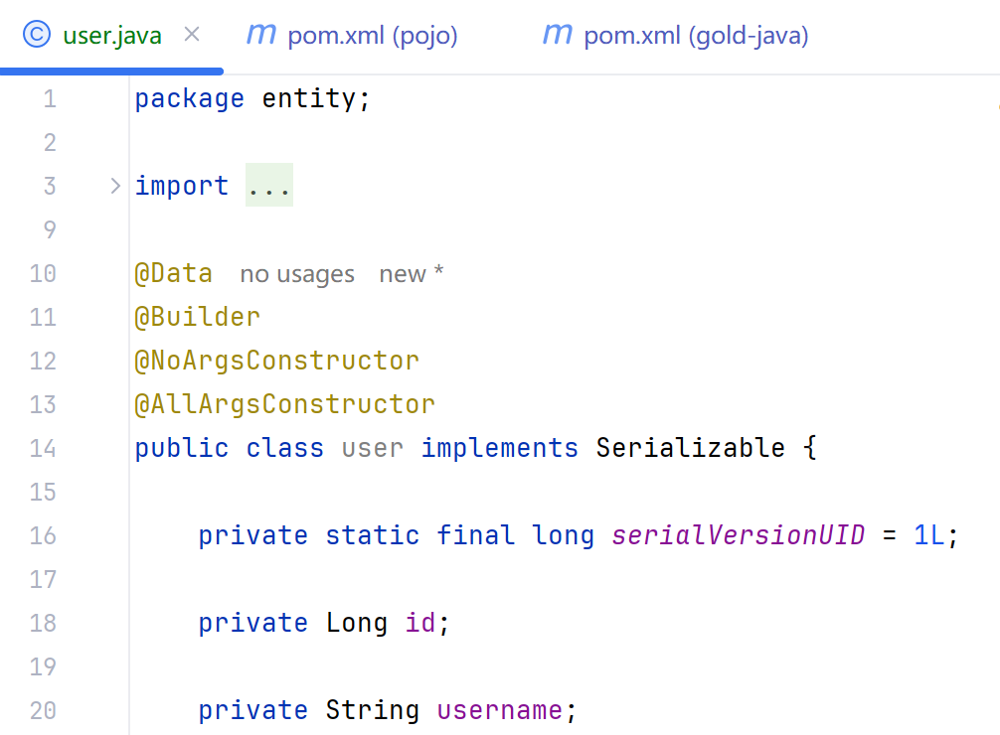 user.java × m pom.xml (pojo) m pom.xml (gold-java)
1 package entity;
2
3 > import ...
9
10 @Data no usages new *
11 @Builder
12 @NoArgsConstructor
13 @AllArgsConstructor
14 public class user implements Serializable {
15
16 private static final long serialVersionUID = 1L;
17
18 private Long id;
19
20 private String username;